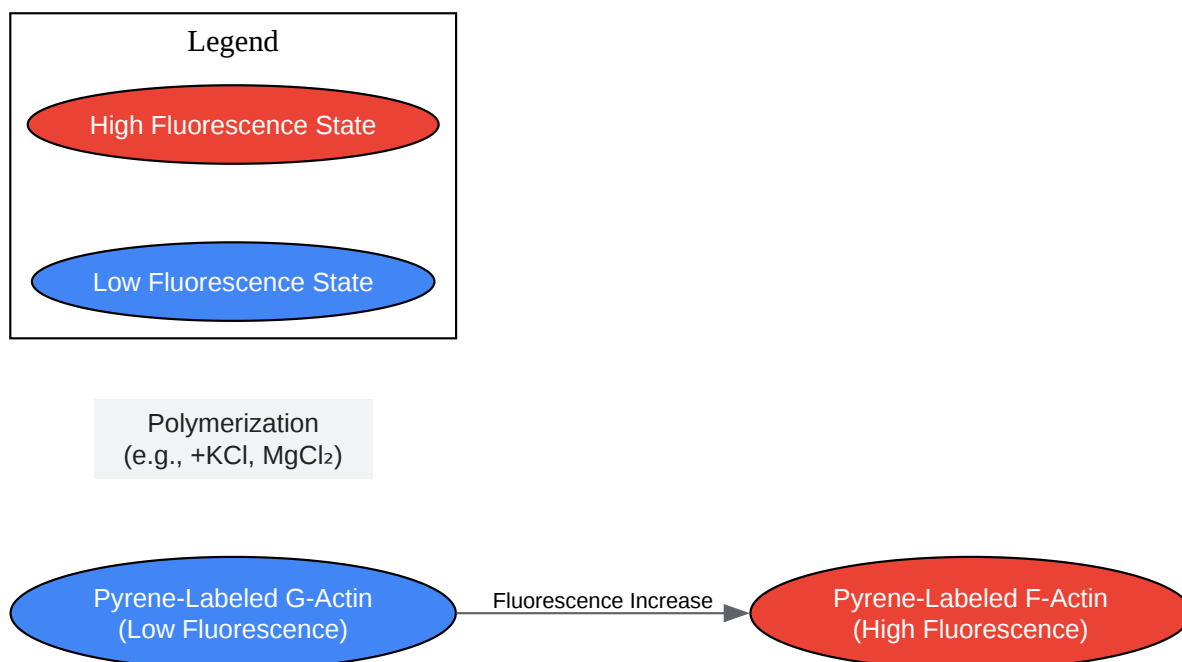 Legend
High Fluorescence State
Low Fluorescence State
Polymerization
(e.g., +KCl, MgCl₂)
Pyrene-Labeled G-Actin
(Low Fluorescence)
Fluorescence Increase
Pyrene-Labeled F-Actin
(High Fluorescence)